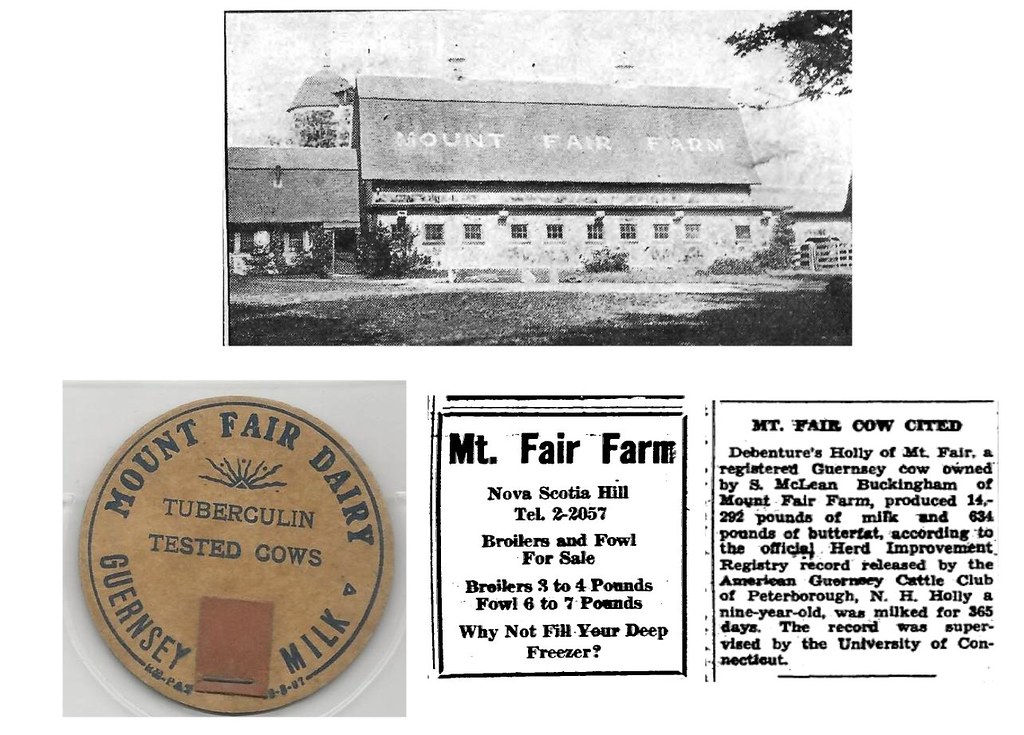 MOUNT FAIR FARM
MOUNT FAIR DAIRY
TUBERCULIN
TESTED COWS
GUERNSEY MILK A
Mt. Fair Farm
Nova Scotia Hill
Tel. 2-2057
Broilers and Fowl
For Sale
Broilers 3 to 4 Pounds
Fowl 6 to 7 Pounds
Why Not Fill Your Deep
Freezer?
MT. FAIR COW CITED
Debenture's Holly of Mt. Fair, a
registered Guernsey cow owned
by S. McLean Buckingham of
Mount Fair Farm, produced 14,-
292 pounds of milk and 634
pounds of butterfat, according to
the official Herd Improvement
Registry record released by the
American Guernsey Cattle Club
of Peterborough, N. H. Holly a
nine-year-old, was milked for 365
days. The record was super-
vised by the University of Con-
necticut.